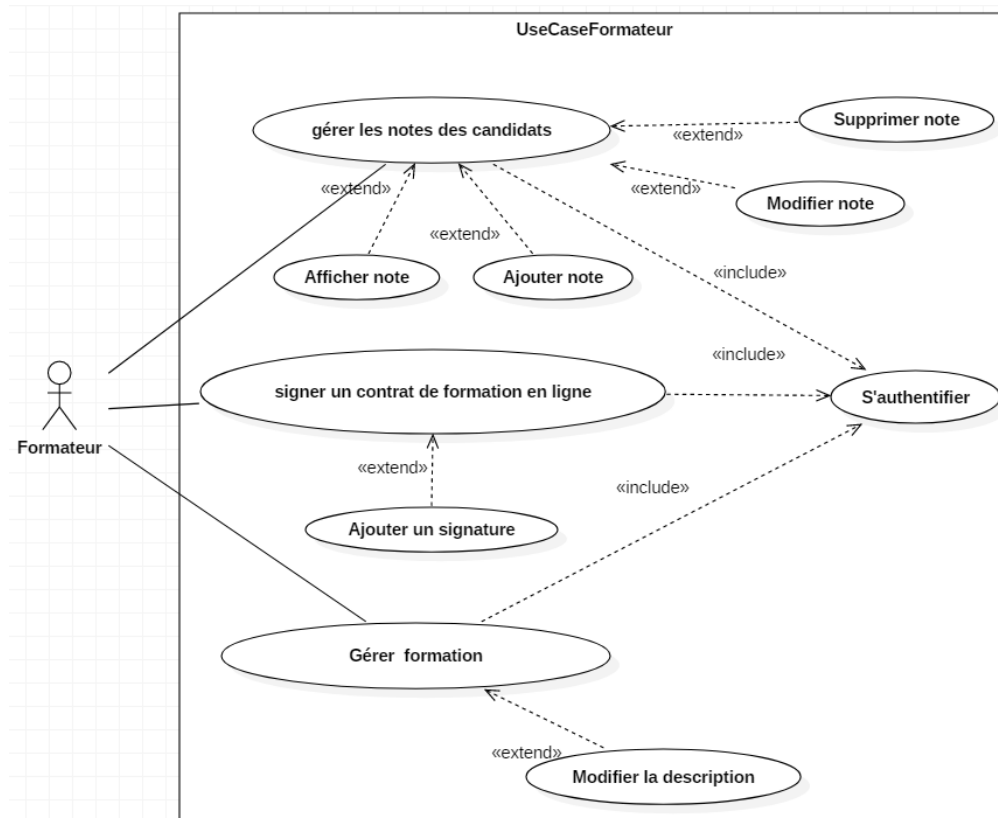 UseCaseFormateur
gérer les notes des candidats
Supprimer note
«extend»
Modifier note
«extend»
«extend»
«extend»
Afficher note
Ajouter note
«include»
signer un contrat de formation en ligne
«include»
S'authentifier
Formateur
«extend»
Ajouter un signature
«include»
Gérer formation
«extend»
Modifier la description